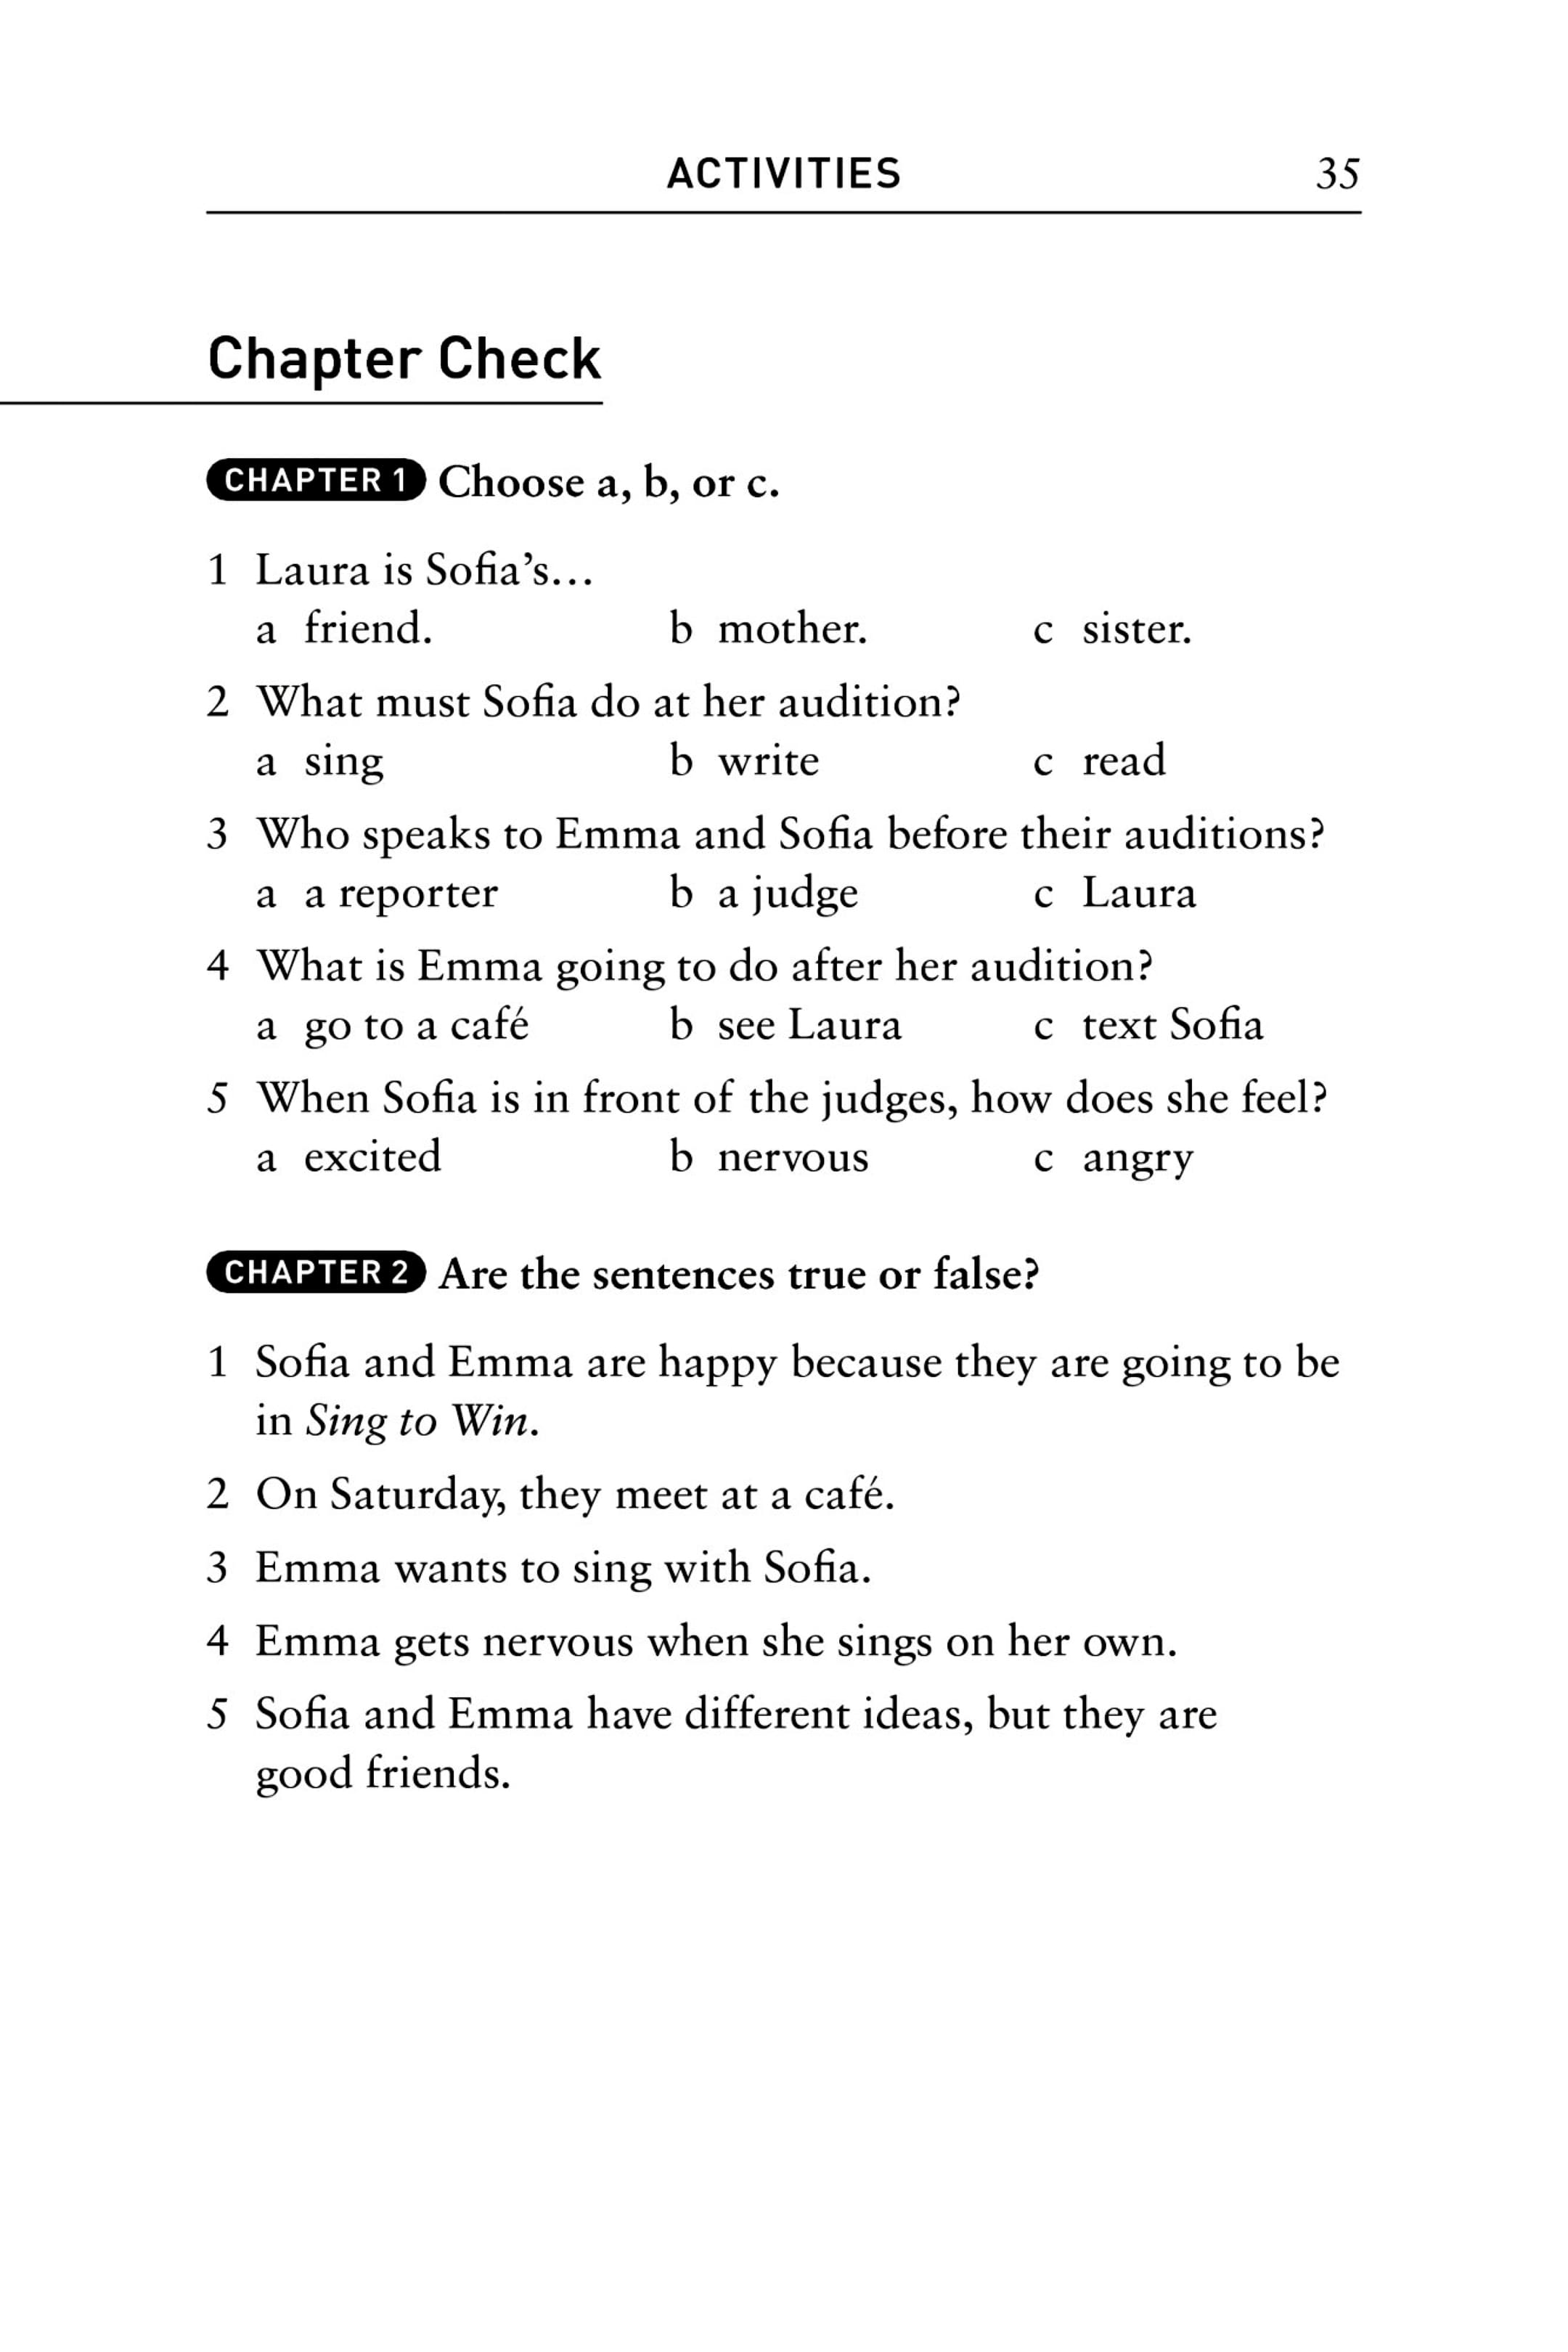 ACTIVITIES 35
Chapter Check
CHAPTER 1 Choose a, b, or c.
1 Laura is Sofia’s…
a friend. b mother. c sister.
2 What must Sofia do at her audition?
a sing b write c read
3 Who speaks to Emma and Sofia before their auditions?
a a reporter b a judge c Laura
4 What is Emma going to do after her audition?
a go to a café b see Laura c text Sofia
5 When Sofia is in front of the judges, how does she feel?
a excited b nervous c angry
CHAPTER 2 Are the sentences true or false?
1 Sofia and Emma are happy because they are going to be
in Sing to Win.
2 On Saturday, they meet at a café.
3 Emma wants to sing with Sofia.
4 Emma gets nervous when she sings on her own.
5 Sofia and Emma have different ideas, but they are
good friends.